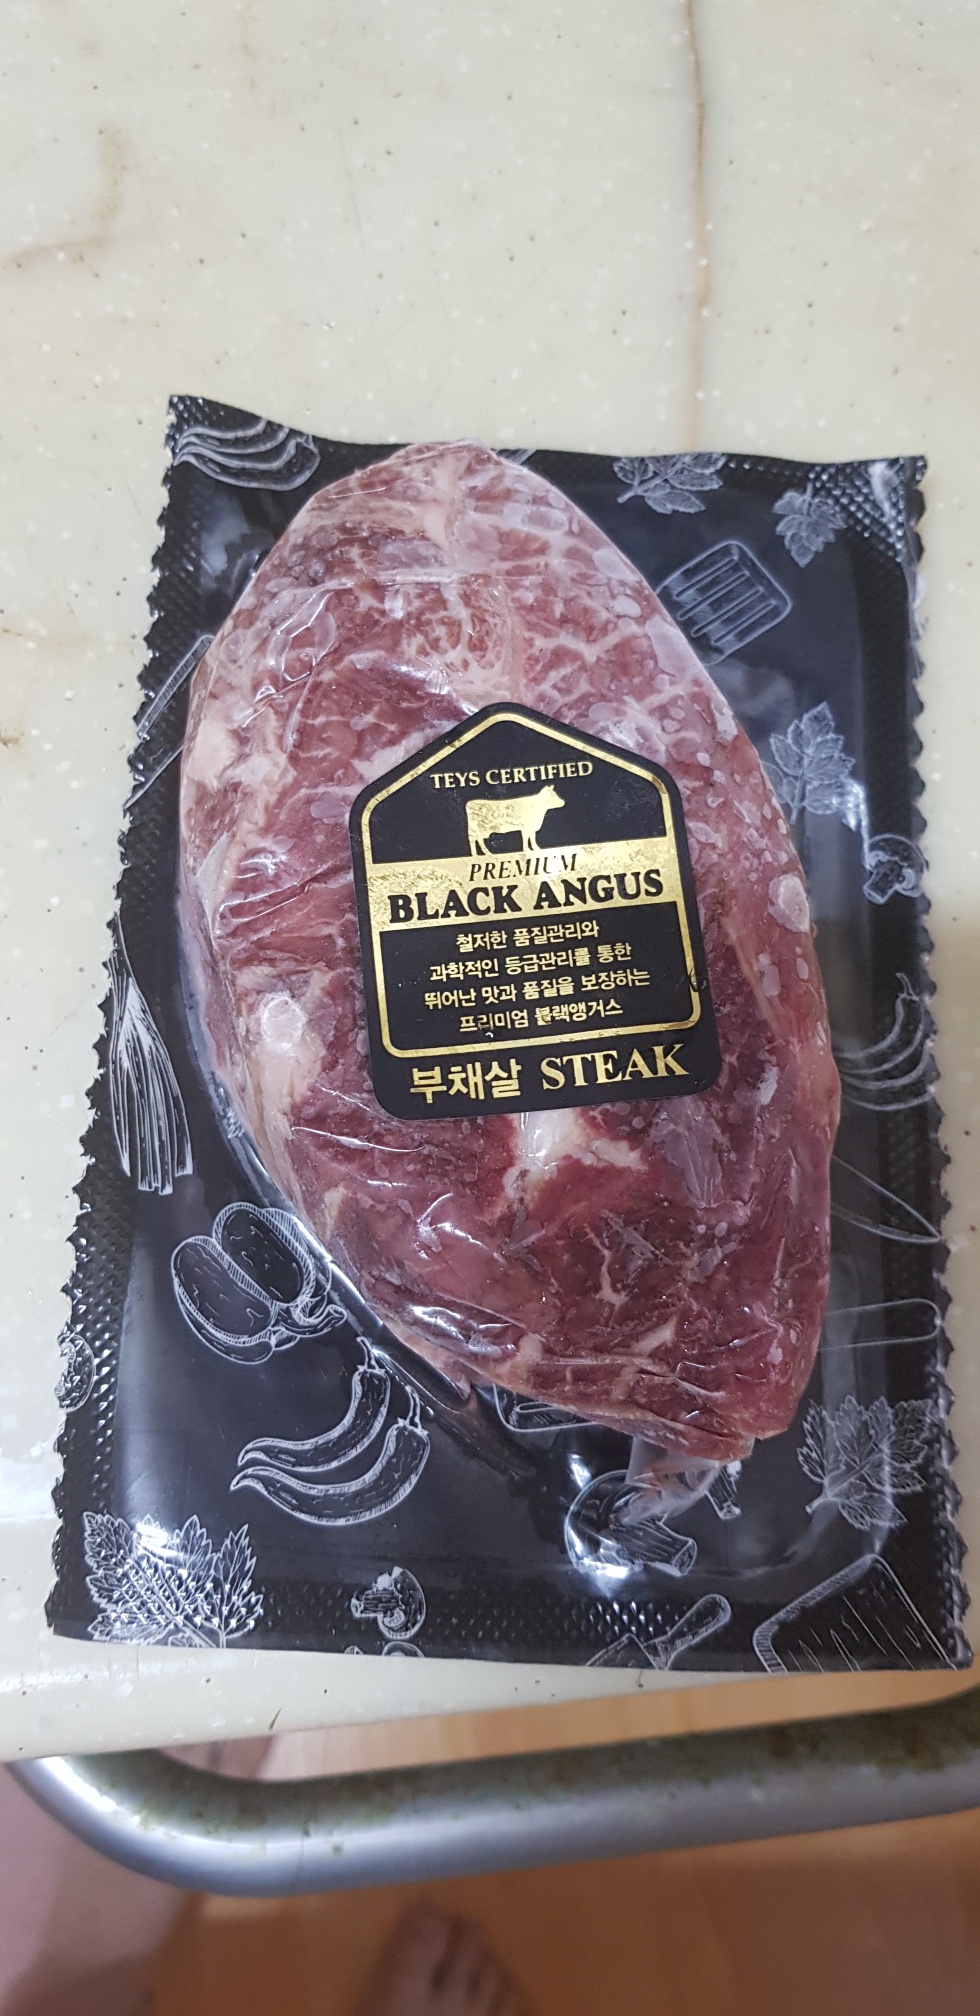 TEYS CERTIFIED
PREMIUM
BLACK ANGUS
철저한 품질관리와
과학적인 등급관리를 통한
뛰어난 맛과 품질을 보장하는
프리미엄 블랙앵거스
부채살 STEAK